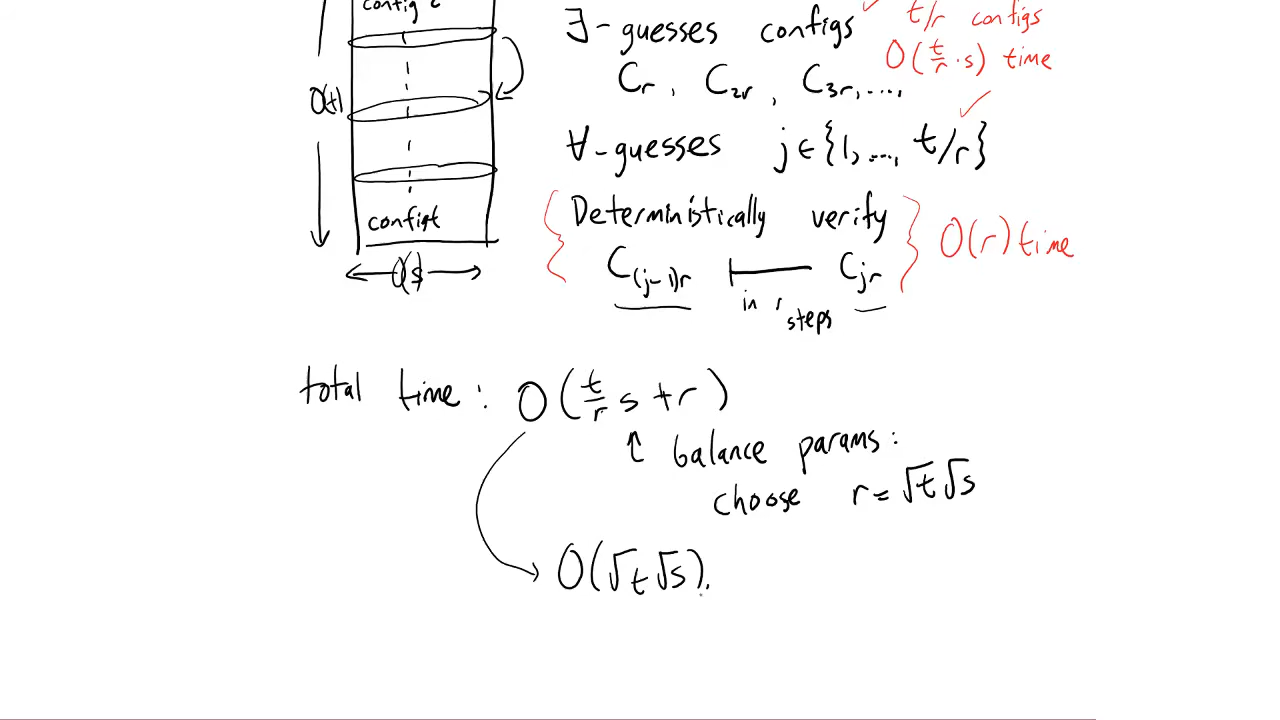 config 2
O(t)
config t
O(s)
∃-guesses configs
C_r, C_2r, C_3r, ...,
t/r configs
O(t/r · s) time
∀-guesses j ∈ {1, ..., t/r}
Deterministically verify
C_(j-1)r ⊢ C_jr
in r
steps
O(r) time
total time: O(t/r s + r)
balance params:
choose r = √t √s
O(√t √s).